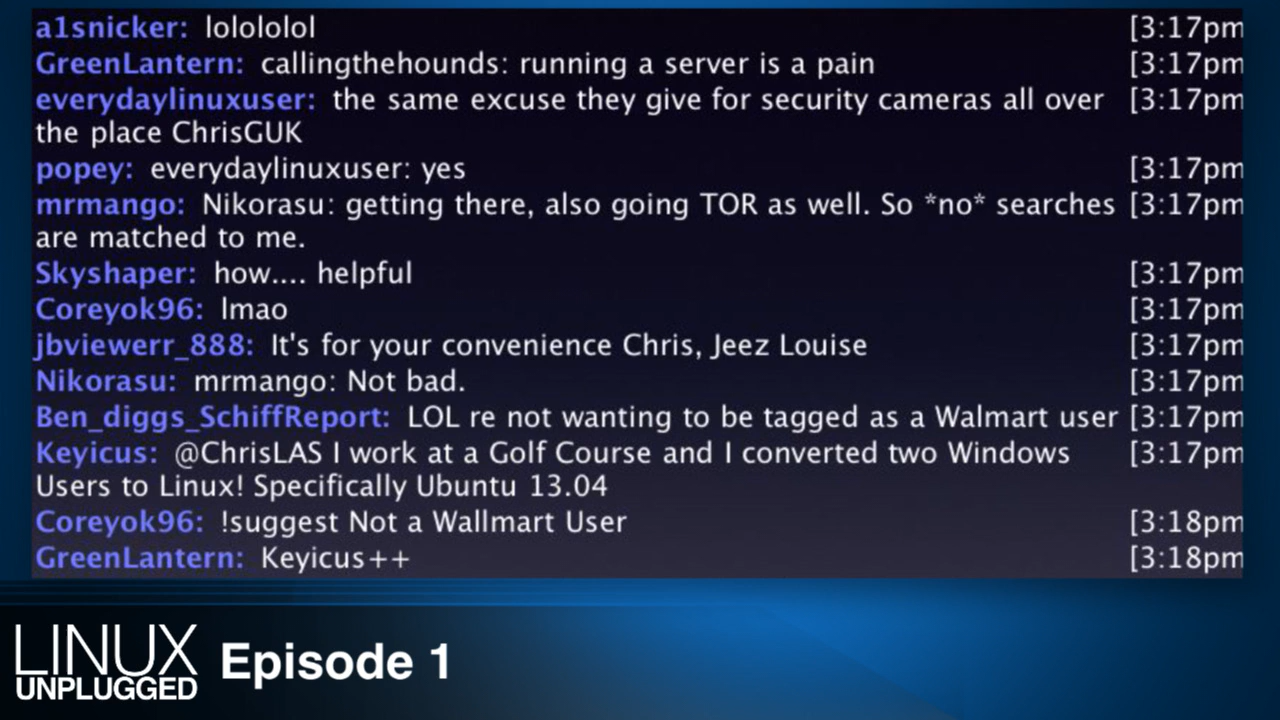 a1snicker: lolololol [3:17pm
GreenLantern: callingthehounds: running a server is a pain [3:17pm
everydaylinuxuser: the same excuse they give for security cameras all over [3:17pm
the place ChrisGUK
popey: everydaylinuxuser: yes [3:17pm
mrmango: Nikorasu: getting there, also going TOR as well. So *no* searches [3:17pm
are matched to me.
Skyshaper: how.... helpful [3:17pm
Coreyok96: lmao [3:17pm
jbviewerr_888: It's for your convenience Chris, Jeez Louise [3:17pm
Nikorasu: mrmango: Not bad. [3:17pm
Ben_diggs_SchiffReport: LOL re not wanting to be tagged as a Walmart user [3:17pm
Keyicus: @ChrisLAS I work at a Golf Course and I converted two Windows [3:17pm
Users to Linux! Specifically Ubuntu 13.04
Coreyok96: !suggest Not a Wallmart User [3:18pm
GreenLantern: Keyicus++ [3:18pm
LINUX
UNPLUGGED
Episode 1